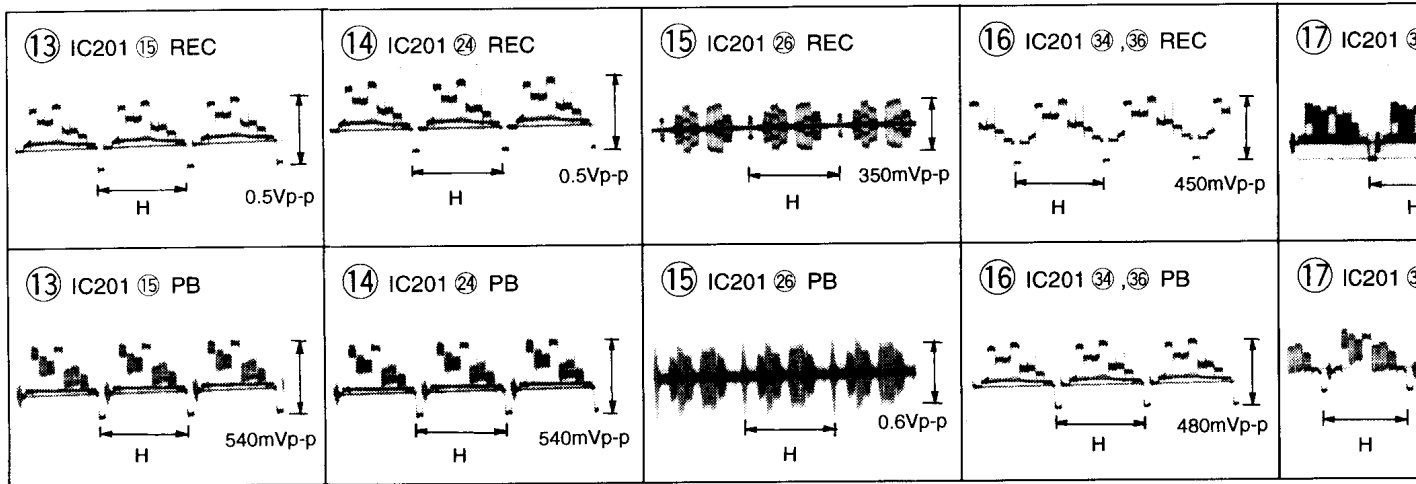 ⑬ IC201 ⑮ REC
0.5Vp-p
H
⑭ IC201 ㉔ REC
0.5Vp-p
H
⑮ IC201 ㉖ REC
350mVp-p
H
⑯ IC201 ㉞ ,㊱ REC
450mVp-p
H
⑰ IC201
H
⑬ IC201 ⑮ PB
540mVp-p
H
⑭ IC201 ㉔ PB
540mVp-p
H
⑮ IC201 ㉖ PB
0.6Vp-p
H
⑯ IC201 ㉞ ,㊱ PB
480mVp-p
H
⑰ IC201
H